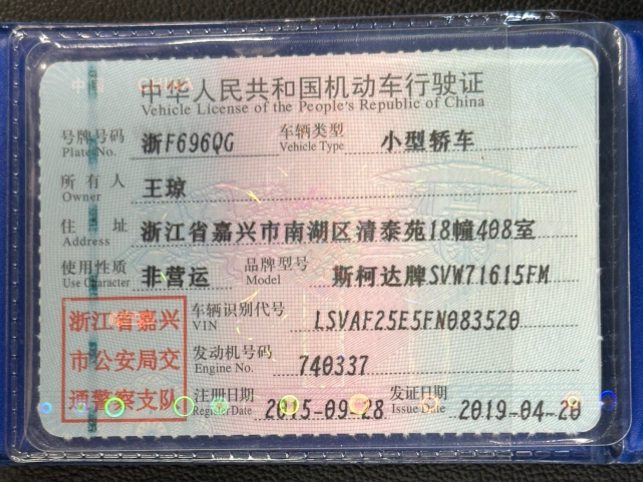 中华人民共和国机动车行驶证
Vehicle License of the People's Republic of China
号牌号码 浙F696QG 车辆类型 小型轿车
Plate No. Vehicle Type
所有人 王琼
Owner
住址 浙江省嘉兴市南湖区清泰苑18幢408室
Address
使用性质 非营运 品牌型号 斯柯达牌SVW71615FM
Use Character Model
浙江省嘉兴
市公安局交
通警察支队
车辆识别代号 LSVAF25E5FN083520
VIN
发动机号码 740337
Engine No.
注册日期 2015-09-28 发证日期 2019-04-20
Register Date Issue Date